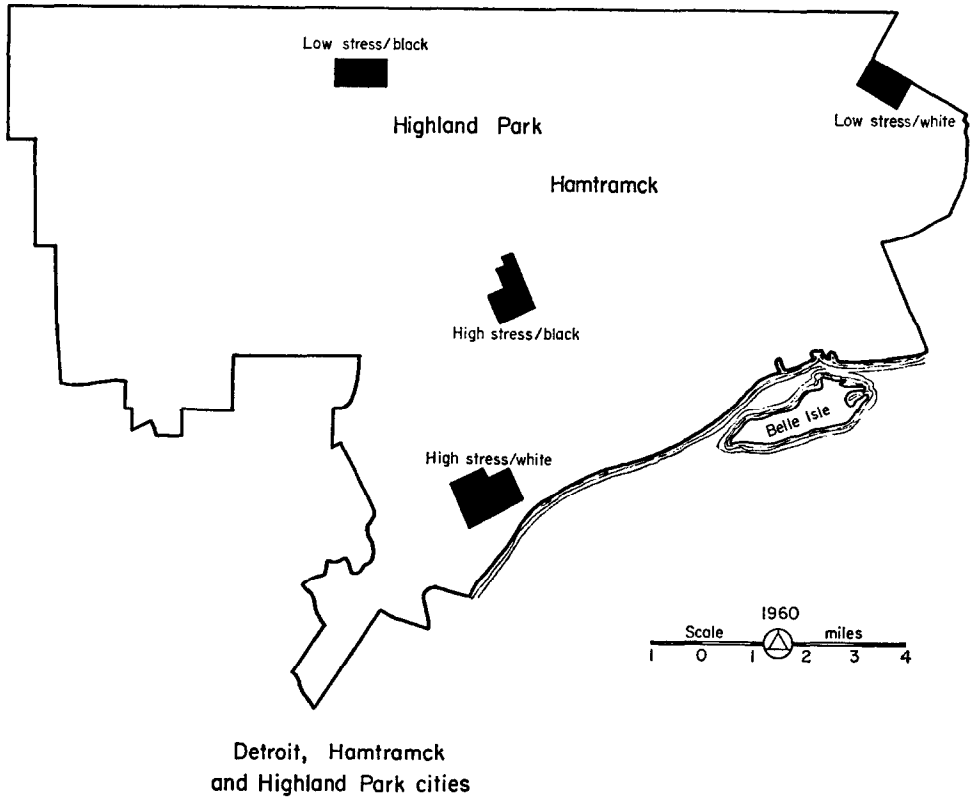 Low stress/black
Low stress/white
Highland Park
Hamtramck
High stress/black
Belle Isle
High stress/white
1960
Scale miles
1 0 1 2 3 4
Detroit, Hamtramck
and Highland Park cities